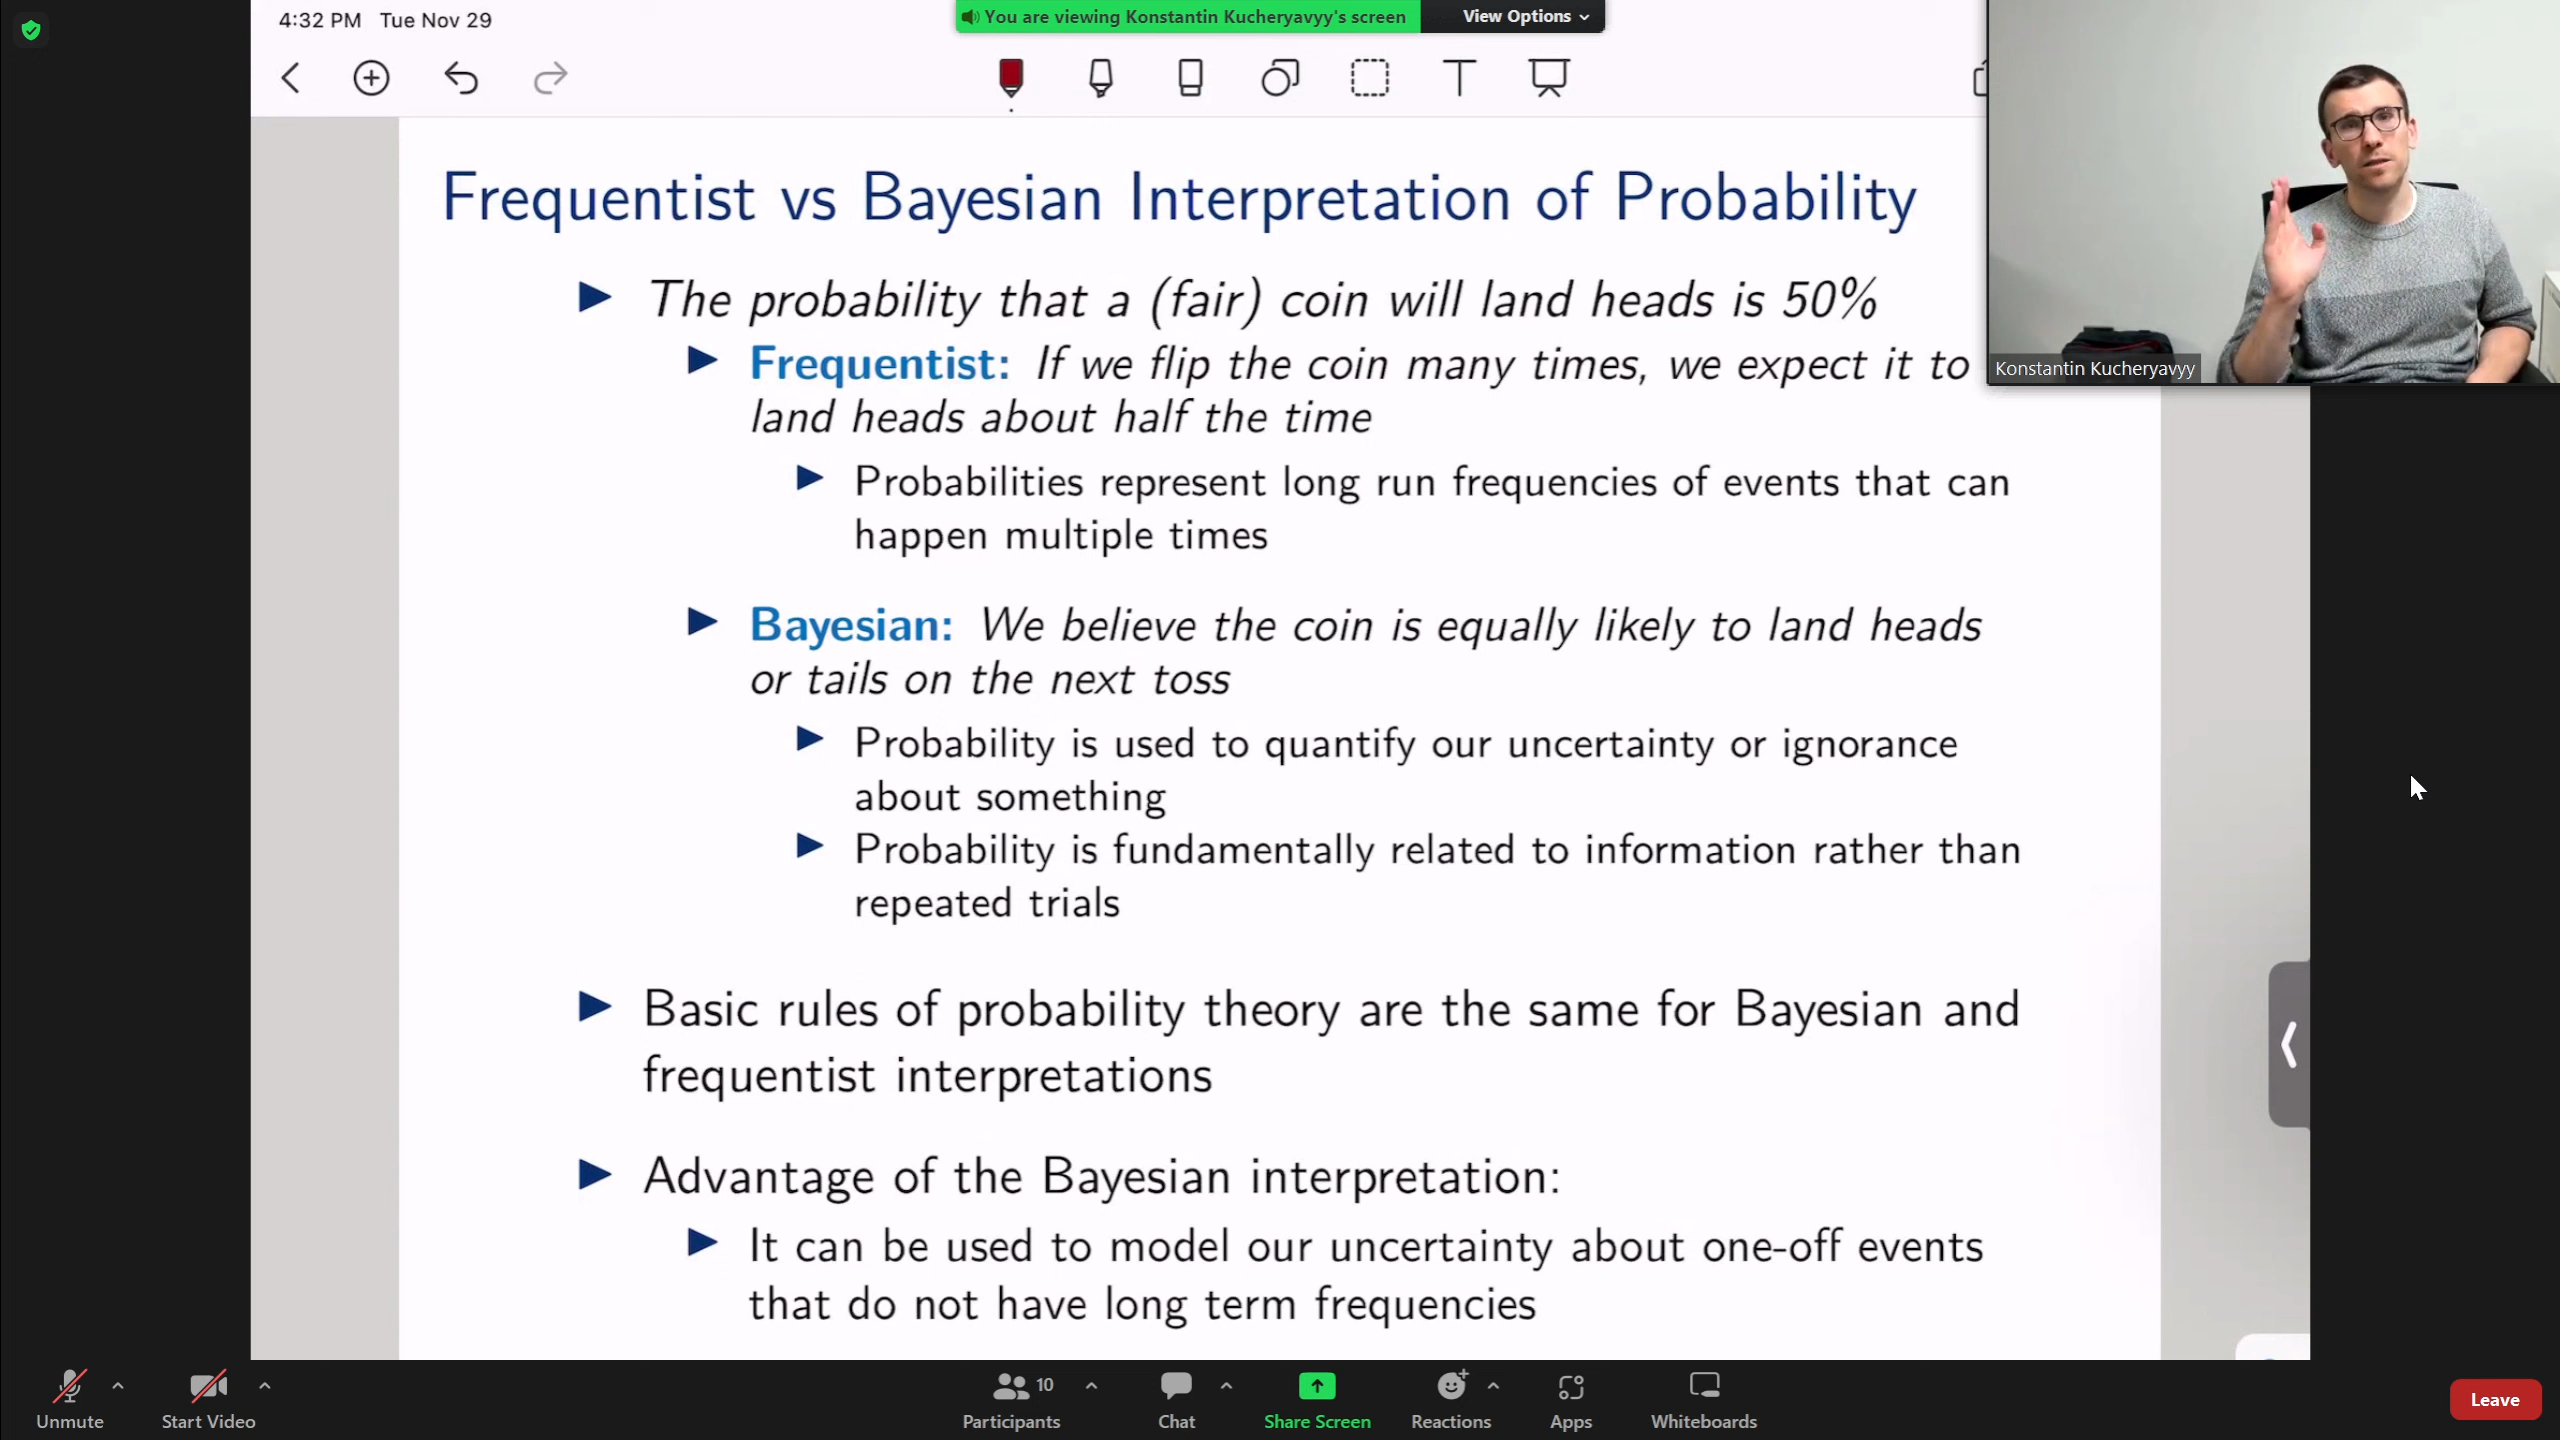 4:32 PM Tue Nov 29
You are viewing Konstantin Kucheryavyy's screen
View Options
Frequentist vs Bayesian Interpretation of Probability
The probability that a (fair) coin will land heads is 50%
Frequentist: If we flip the coin many times, we expect it to
land heads about half the time
Probabilities represent long run frequencies of events that can
happen multiple times
Bayesian: We believe the coin is equally likely to land heads
or tails on the next toss
Probability is used to quantify our uncertainty or ignorance
about something
Probability is fundamentally related to information rather than
repeated trials
Basic rules of probability theory are the same for Bayesian and
frequentist interpretations
Advantage of the Bayesian interpretation:
It can be used to model our uncertainty about one-off events
that do not have long term frequencies
Konstantin Kucheryavyy
Unmute
Start Video
10
Participants
Chat
Share Screen
Reactions
Apps
Whiteboards
Leave